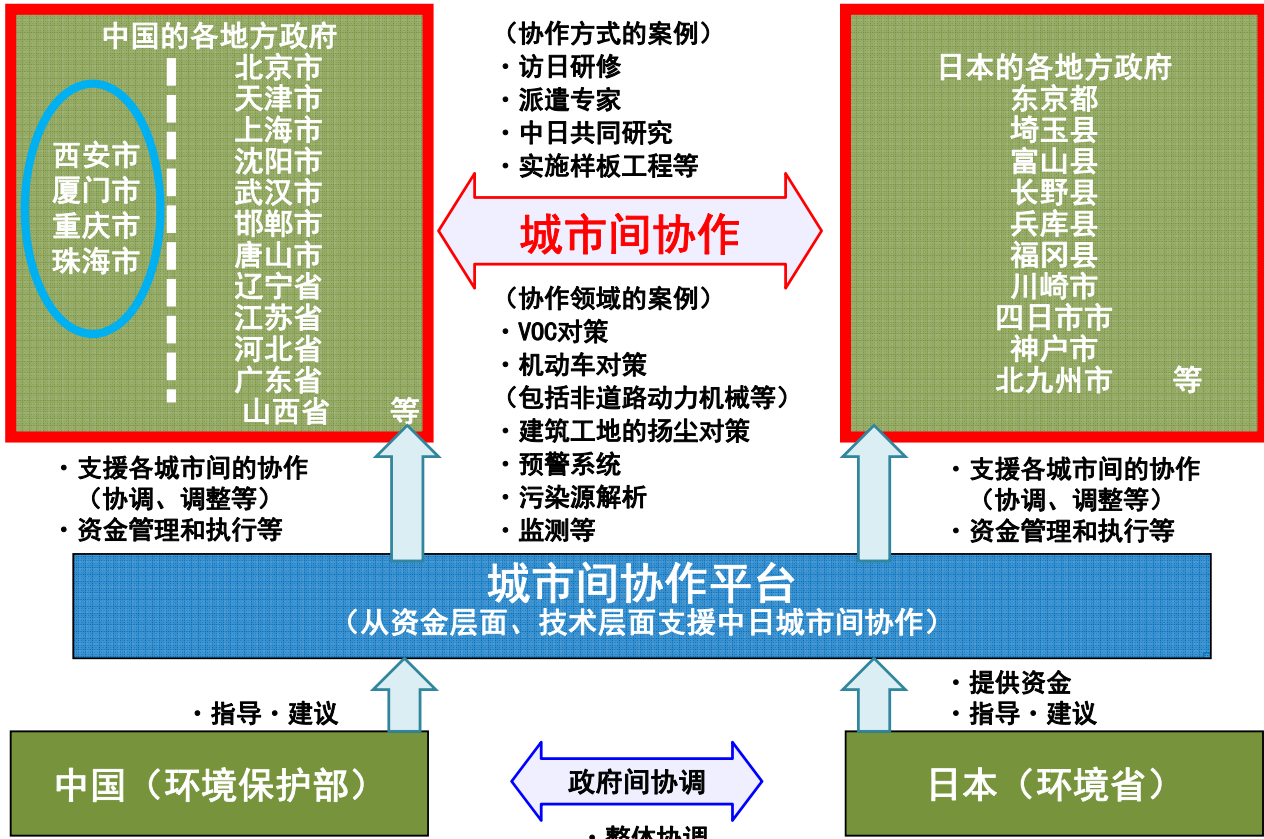 中国的各地方政府
西安市
厦门市
重庆市
珠海市
北京市
天津市
上海市
沈阳市
武汉市
邯郸市
唐山市
辽宁省
江苏省
河北省
广东省
山西省 等
(协作方式的案例)
・访日研修
・派遣专家
・中日共同研究
・实施样板工程等
城市间协作
(协作领域的案例)
・VOC对策
・机动车对策
(包括非道路动力机械等)
・建筑工地的扬尘对策
・预警系统
・污染源解析
・监测等
日本的各地方政府
东京都
埼玉县
富山县
长野县
兵库县
福冈县
川崎市
四日市市
神户市
北九州市 等
・支援各城市间的协作
(协调、调整等)
・资金管理和执行等
・支援各城市间的协作
(协调、调整等)
・资金管理和执行等
城市间协作平台
(从资金层面、技术层面支援中日城市间协作)
・指导・建议
・提供资金
・指导・建议
中国(环境保护部)
政府间协调
・整体协调
日本(环境省)